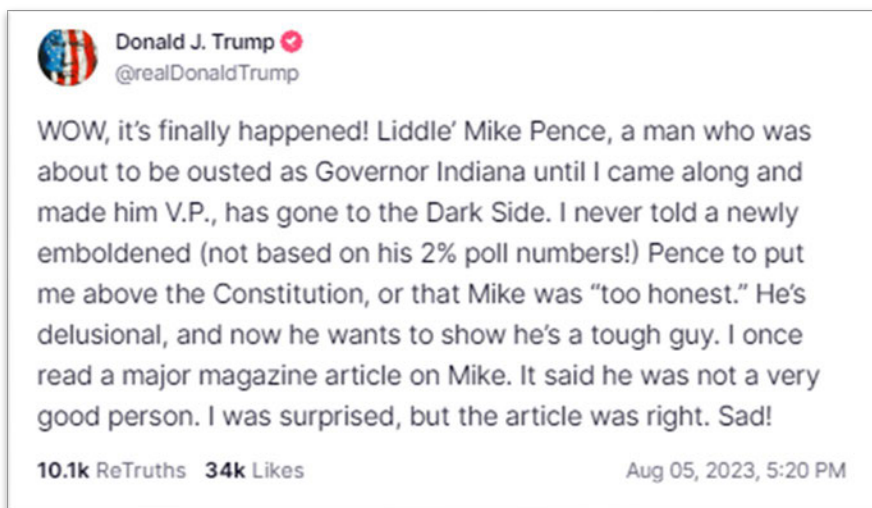 Donald J. Trump
@realDonaldTrump
WOW, it's finally happened! Liddle' Mike Pence, a man who was
about to be ousted as Governor Indiana until I came along and
made him V.P., has gone to the Dark Side. I never told a newly
emboldened (not based on his 2% poll numbers!) Pence to put
me above the Constitution, or that Mike was “too honest.” He's
delusional, and now he wants to show he's a tough guy. I once
read a major magazine article on Mike. It said he was not a very
good person. I was surprised, but the article was right. Sad!
10.1k ReTruths 34k Likes Aug 05, 2023, 5:20 PM